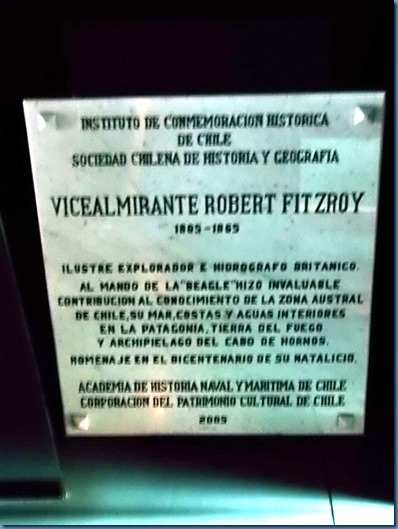 INSTITUTO DE CONMEMORACION HISTORICA
DE CHILE
SOCIEDAD CHILENA DE HISTORIA Y GEOGRAFIA
VICEALMIRANTE ROBERT FITZROY
1805-1865
ILUSTRE EXPLORADOR E HIDROGRAFO BRITANICO.
AL MANDO DE LA "BEAGLE" HIZO INVALUABLE
CONTRIBUCION AL CONOCIMIENTO DE LA ZONA AUSTRAL
DE CHILE, SU MAR, COSTAS Y AGUAS INTERIORES
EN LA PATAGONIA, TIERRA DEL FUEGO
Y ARCHIPIELAGO DEL CABO DE HORNOS.
HOMENAJE EN EL BICENTENARIO DE SU NATALICIO.
ACADEMIA DE HISTORIA NAVAL Y MARITIMA DE CHILE
CORPORACION DEL PATRIMONIO CULTURAL DE CHILE
2005